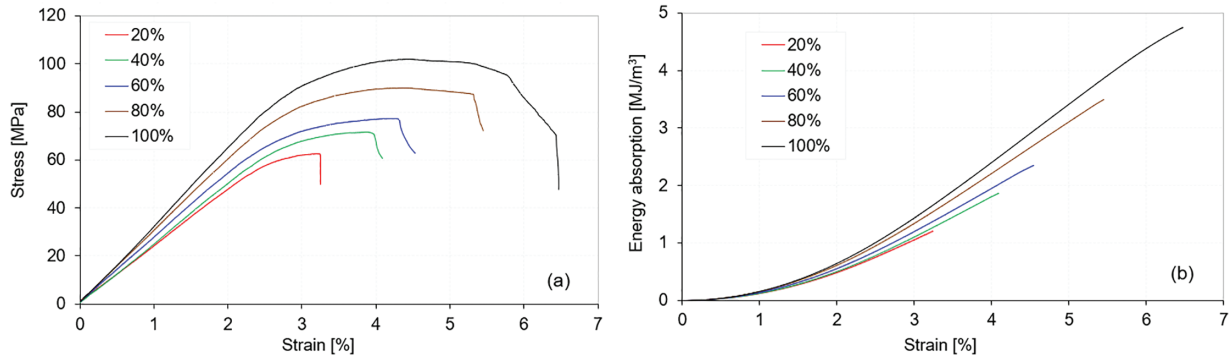 120
100
80
60
40
20
0
Stress [MPa]
20%
40%
60%
80%
100%
(a)
0 1 2 3 4 5 6 7
Strain [%]
5
4
3
2
1
0
Energy absorption [MJ/m³]
20%
40%
60%
80%
100%
(b)
0 1 2 3 4 5 6 7
Strain [%]